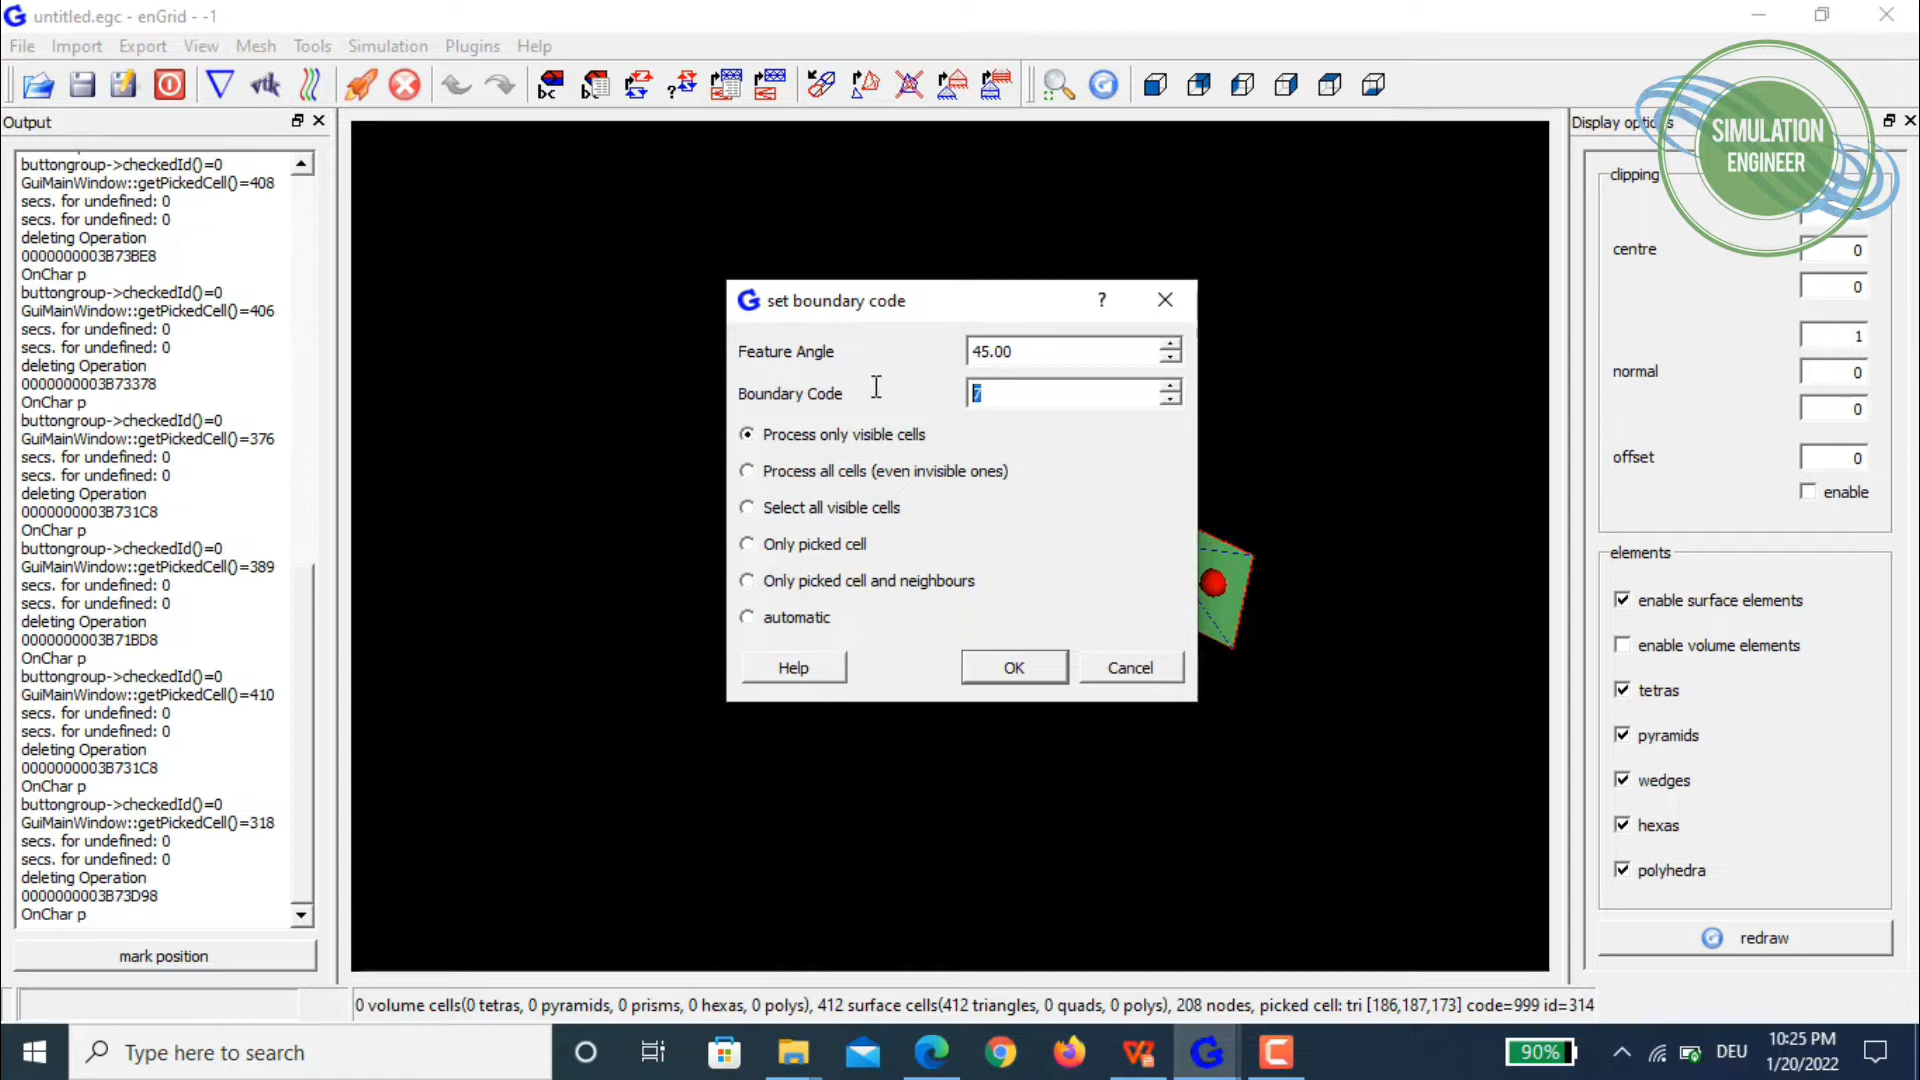 untitled.egc - enGrid - -1
File Import Export View Mesh Tools Simulation Plugins Help
vtk
bc
bc
Output
Display options
SIMULATION
ENGINEER
buttongroup->checkedId()=0
GuiMainWindow::getPickedCell()=408
secs. for undefined: 0
secs. for undefined: 0
deleting Operation
0000000003B73BE8
OnChar p
buttongroup->checkedId()=0
GuiMainWindow::getPickedCell()=406
secs. for undefined: 0
secs. for undefined: 0
deleting Operation
0000000003B73378
OnChar p
buttongroup->checkedId()=0
GuiMainWindow::getPickedCell()=376
secs. for undefined: 0
secs. for undefined: 0
deleting Operation
0000000003B731C8
OnChar p
buttongroup->checkedId()=0
GuiMainWindow::getPickedCell()=389
secs. for undefined: 0
secs. for undefined: 0
deleting Operation
0000000003B71BD8
OnChar p
buttongroup->checkedId()=0
GuiMainWindow::getPickedCell()=410
secs. for undefined: 0
secs. for undefined: 0
deleting Operation
0000000003B731C8
OnChar p
buttongroup->checkedId()=0
GuiMainWindow::getPickedCell()=318
secs. for undefined: 0
secs. for undefined: 0
deleting Operation
0000000003B73D98
OnChar p
mark position
set boundary code
?
Feature Angle 45.00
Boundary Code 7
Process only visible cells
Process all cells (even invisible ones)
Select all visible cells
Only picked cell
Only picked cell and neighbours
automatic
Help OK Cancel
clipping
centre 0
0
1
normal 0
0
offset 0
enable
elements
enable surface elements
enable volume elements
tetras
pyramids
wedges
hexas
polyhedra
redraw
0 volume cells(0 tetras, 0 pyramids, 0 prisms, 0 hexas, 0 polys), 412 surface cells(412 triangles, 0 quads, 0 polys), 208 nodes, picked cell: tri [186,187,173] code=999 id=314
Type here to search
90%
DEU
10:25 PM
1/20/2022